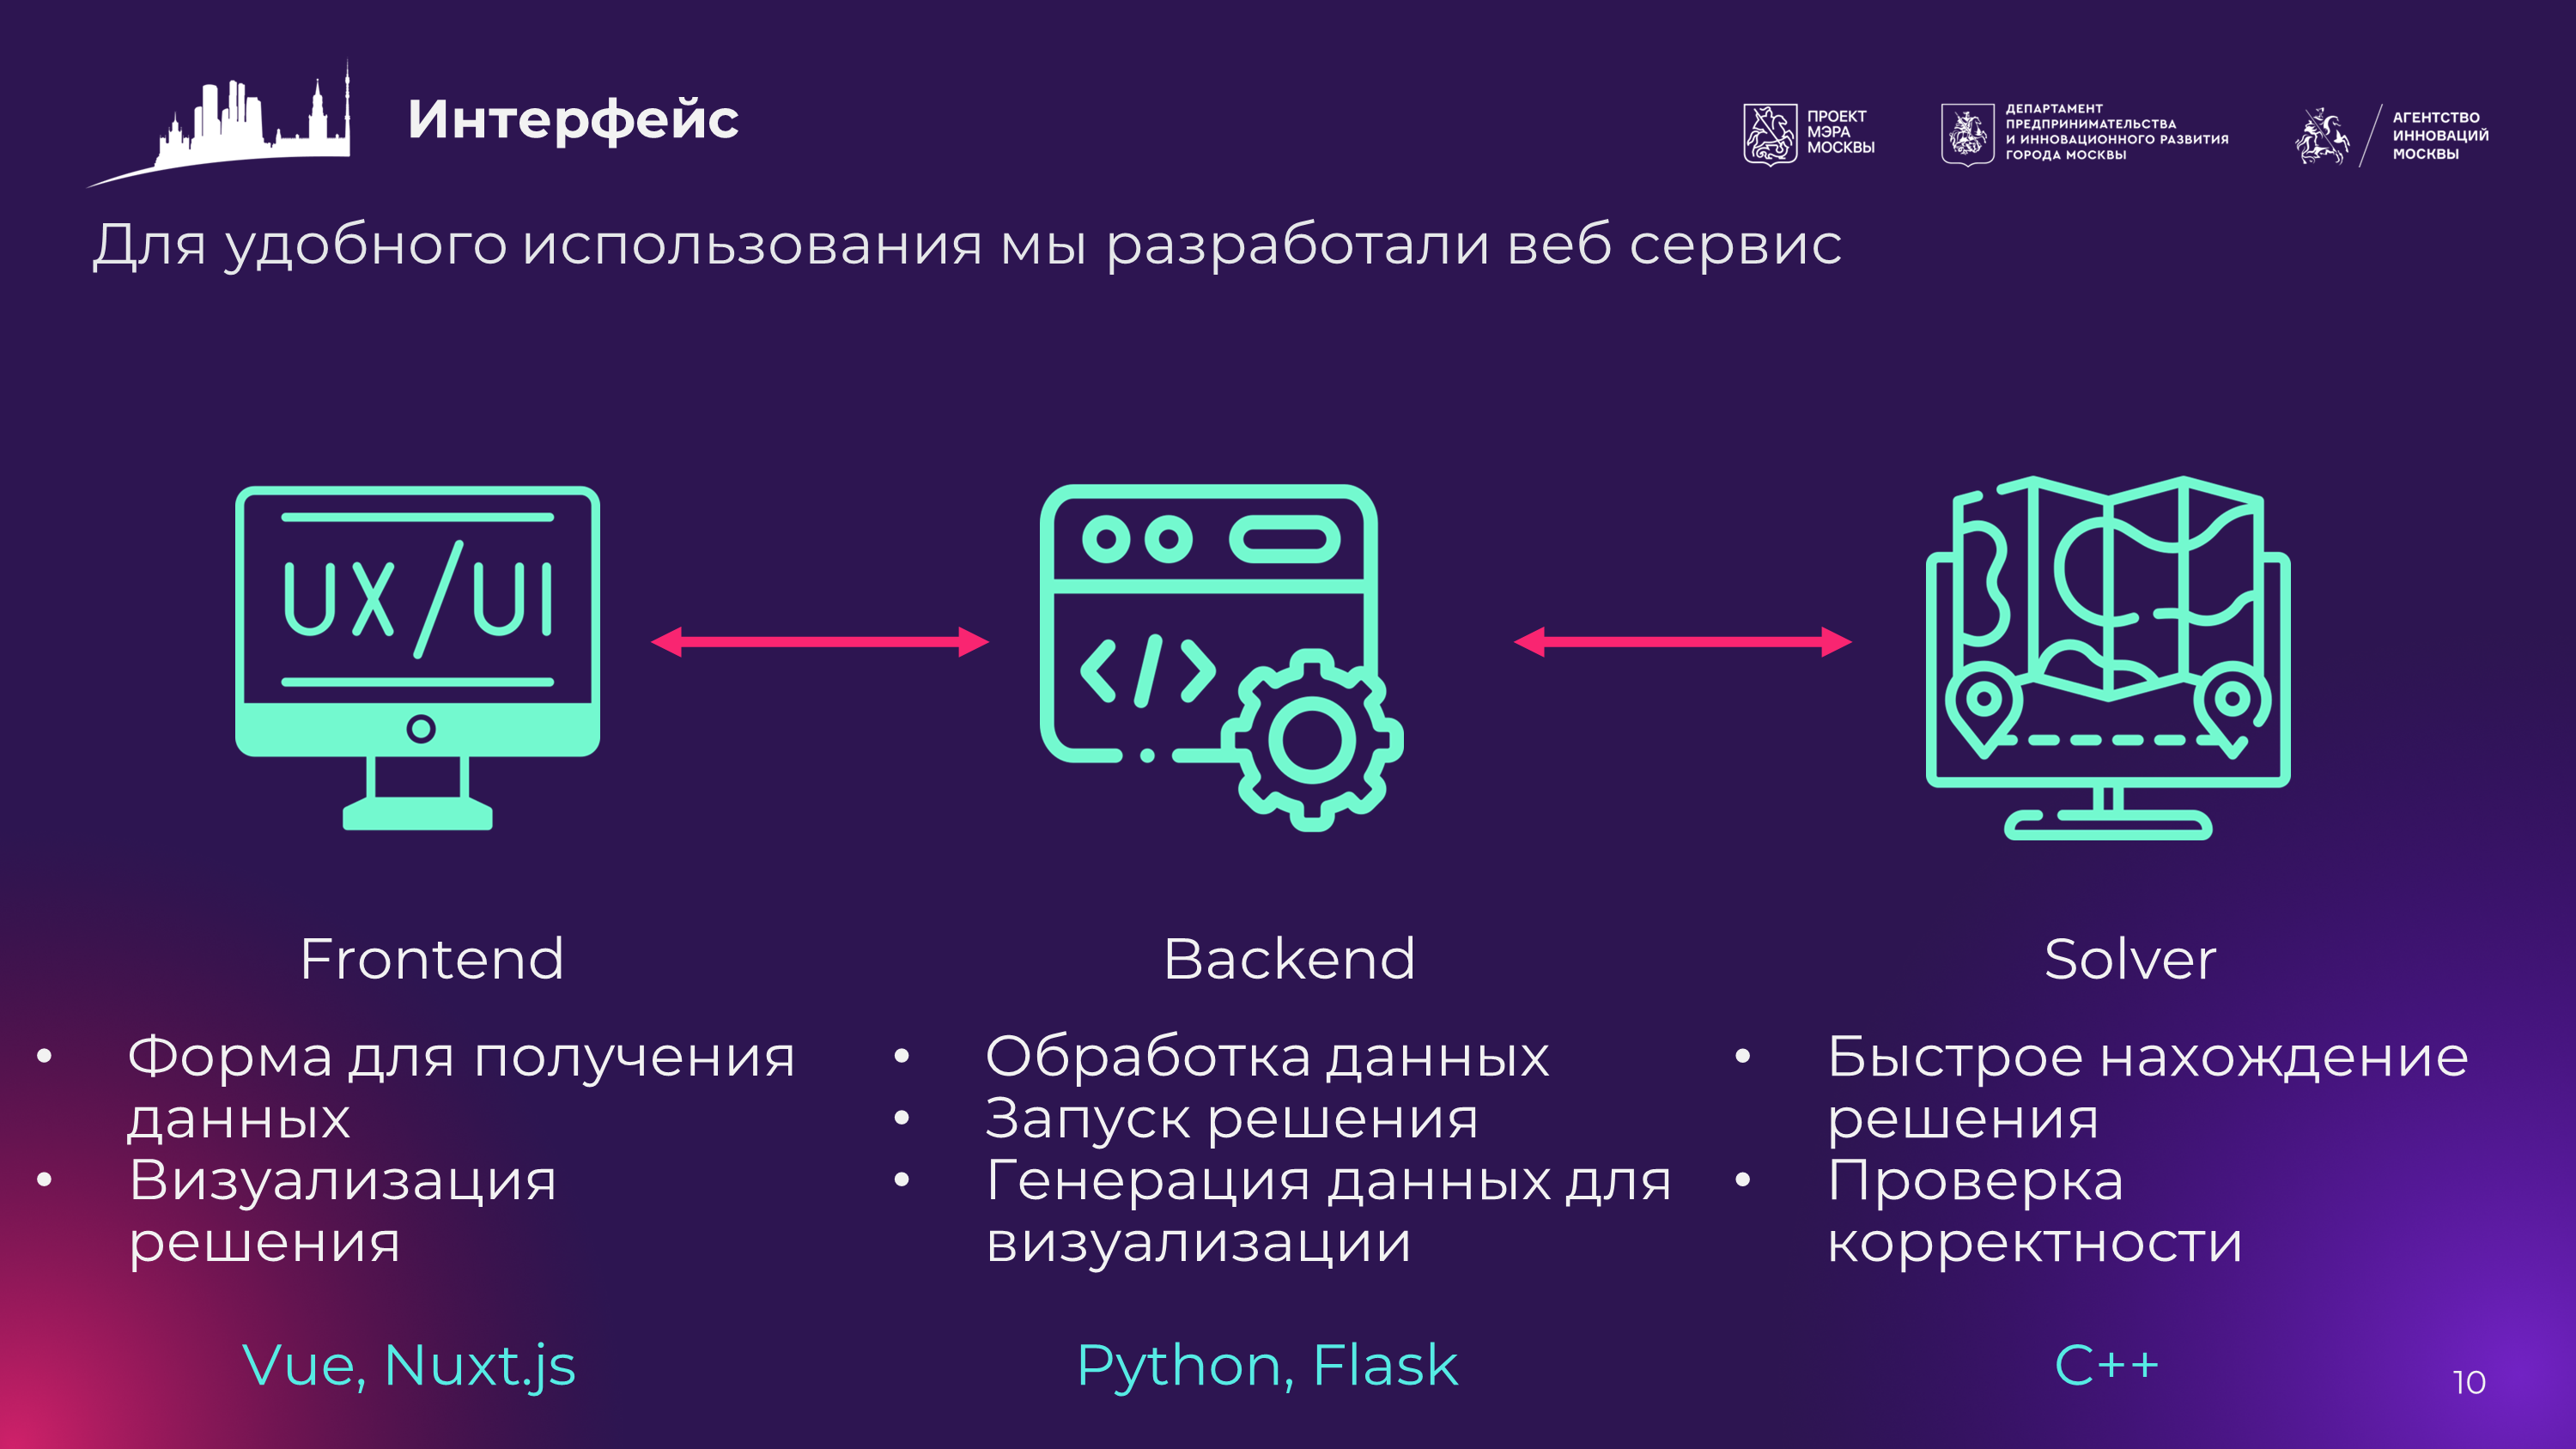 Интерфейс
ПРОЕКТ
МЭРА
МОСКВЫ
ДЕПАРТАМЕНТ
ПРЕДПРИНИМАТЕЛЬСТВА
И ИННОВАЦИОННОГО РАЗВИТИЯ
ГОРОДА МОСКВЫ
АГЕНТСТВО
ИННОВАЦИЙ
МОСКВЫ
Для удобного использования мы разработали веб сервис
UX/UI
</>
Frontend
• Форма для получения
данных
• Визуализация
решения
Vue, Nuxt.js
Backend
• Обработка данных
• Запуск решения
• Генерация данных для
визуализации
Python, Flask
Solver
• Быстрое нахождение
решения
• Проверка
корректности
C++
10